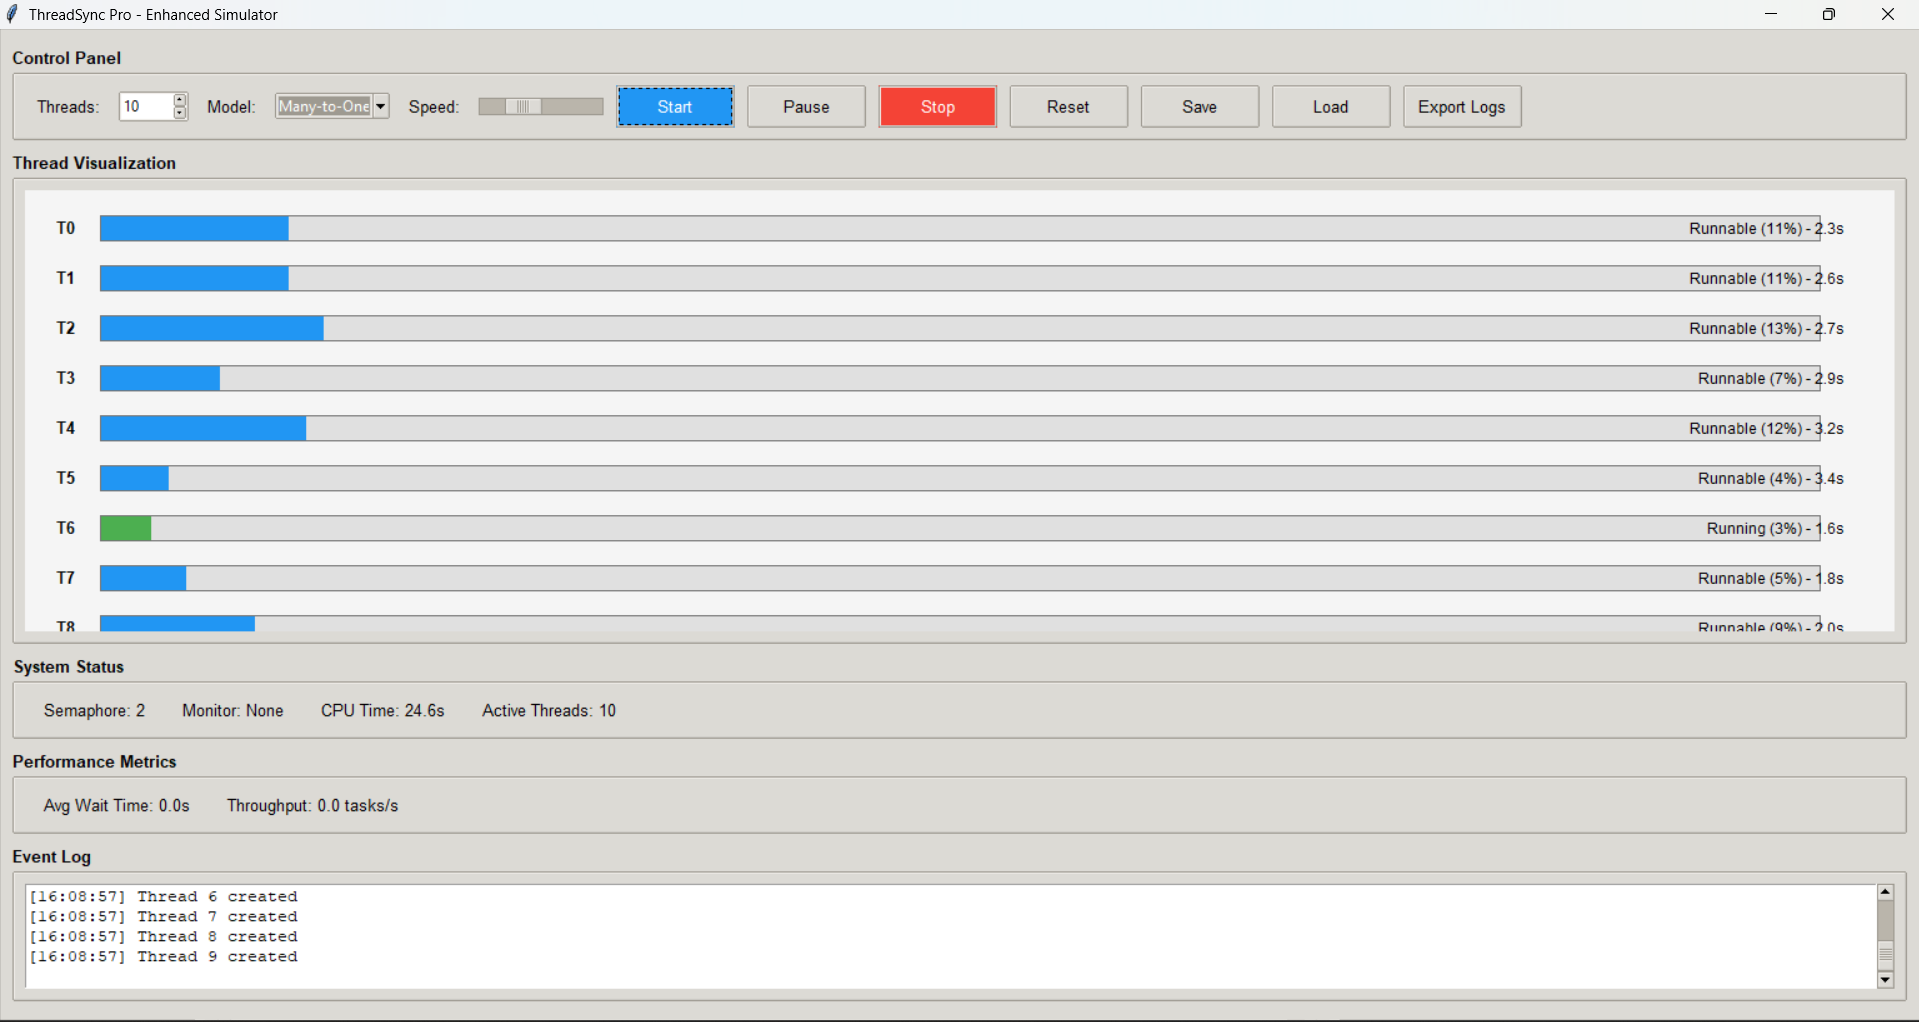 ThreadSync Pro - Enhanced Simulator
Control Panel
Threads: 10 Model: Many-to-One Speed: Start Pause Stop Reset Save Load Export Logs
Thread Visualization
T0 Runnable (11%) - 2.3s
T1 Runnable (11%) - 2.6s
T2 Runnable (13%) - 2.7s
T3 Runnable (7%) - 2.9s
T4 Runnable (12%) - 3.2s
T5 Runnable (4%) - 3.4s
T6 Running (3%) - 1.6s
T7 Runnable (5%) - 1.8s
T8 Runnable (9%) - 2.0s
System Status
Semaphore: 2 Monitor: None CPU Time: 24.6s Active Threads: 10
Performance Metrics
Avg Wait Time: 0.0s Throughput: 0.0 tasks/s
Event Log
[16:08:57] Thread 6 created
[16:08:57] Thread 7 created
[16:08:57] Thread 8 created
[16:08:57] Thread 9 created